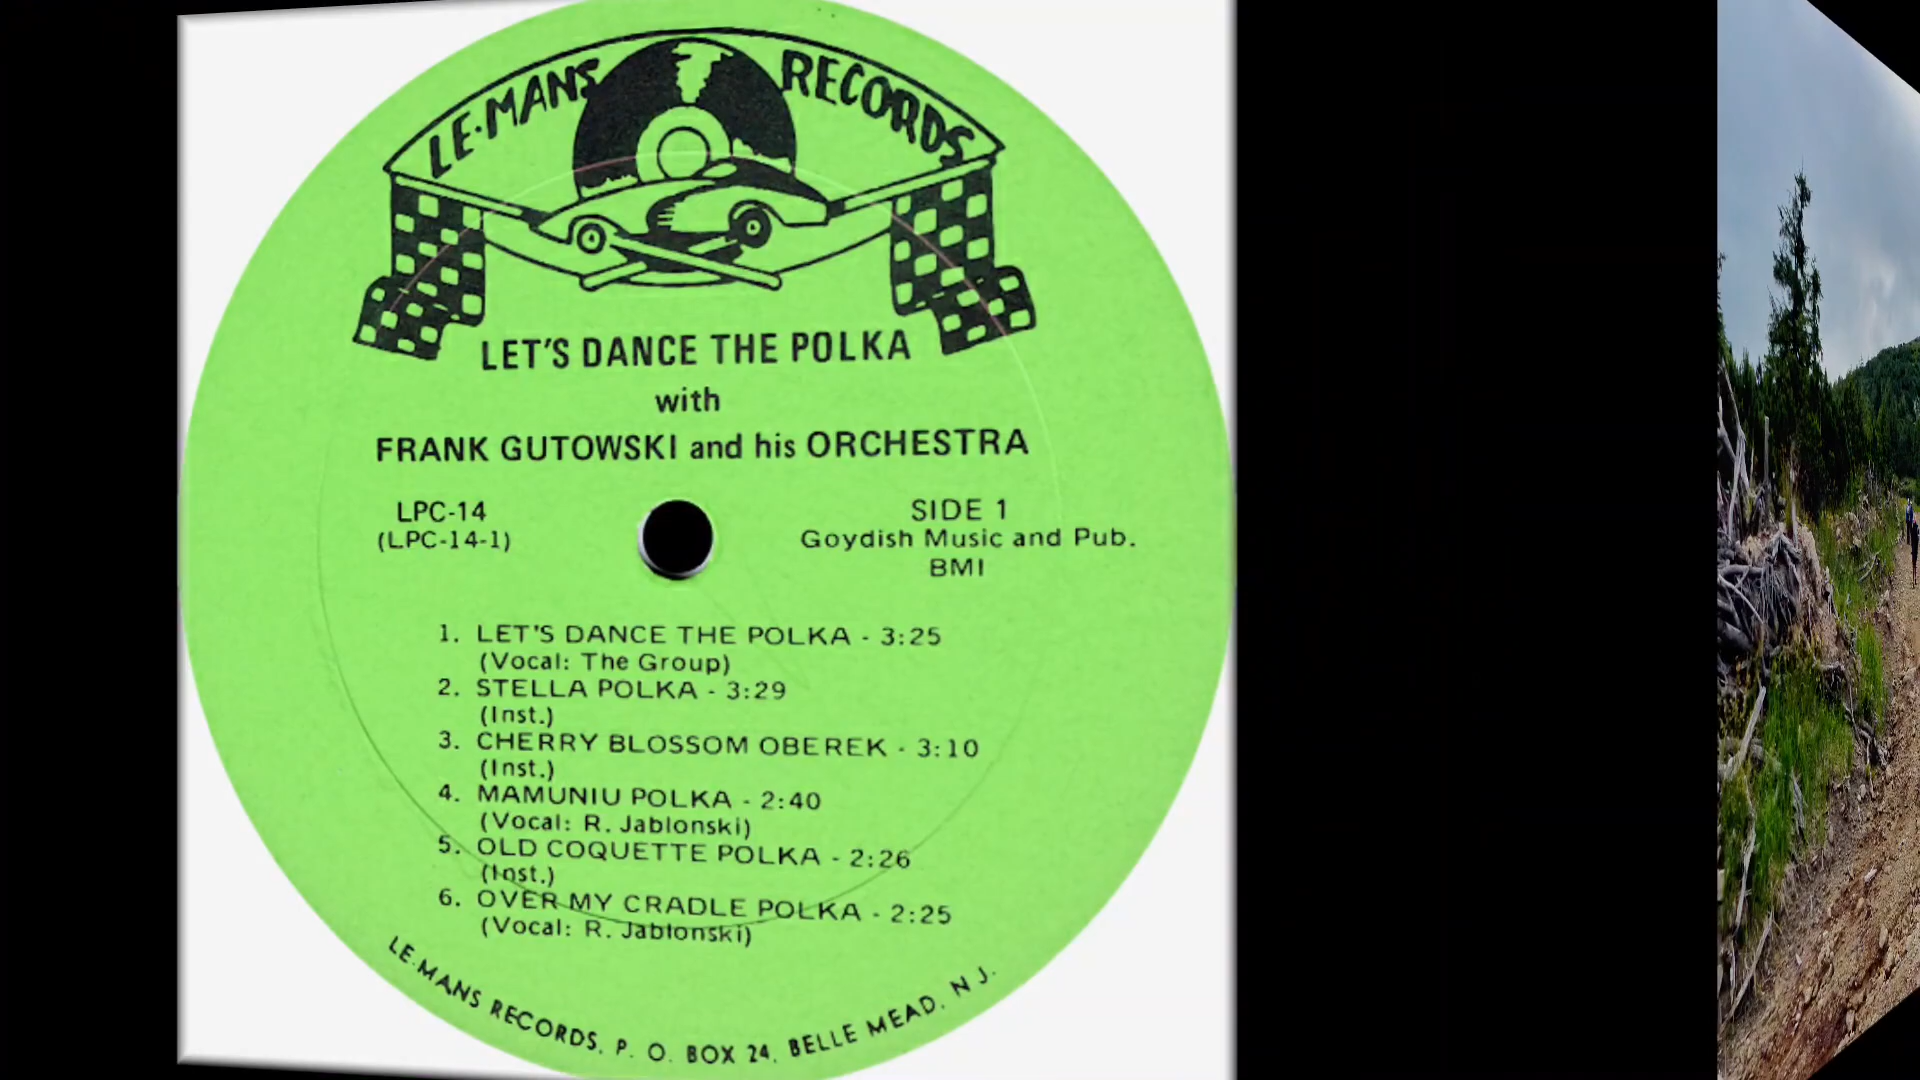 LE·MANS RECORDS
LET'S DANCE THE POLKA
with
FRANK GUTOWSKI and his ORCHESTRA
LPC-14
(LPC-14-1)
SIDE 1
Goydish Music and Pub.
BMI
1. LET'S DANCE THE POLKA - 3:25
(Vocal: The Group)
2. STELLA POLKA - 3:29
(Inst.)
3. CHERRY BLOSSOM OBEREK - 3:10
(Inst.)
4. MAMUNIU POLKA - 2:40
(Vocal: R. Jablonski)
5. OLD COQUETTE POLKA - 2:26
(Inst.)
6. OVER MY CRADLE POLKA - 2:25
(Vocal: R. Jablonski)
LE·MANS RECORDS, P. O. BOX 24, BELLE MEAD, N.J.